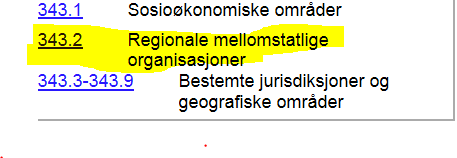 343.1 Sosioøkonomiske områder
343.2 Regionale mellomstatlige
organisasjoner
343.3-343.9 Bestemte jurisdiksjoner og
geografiske områder